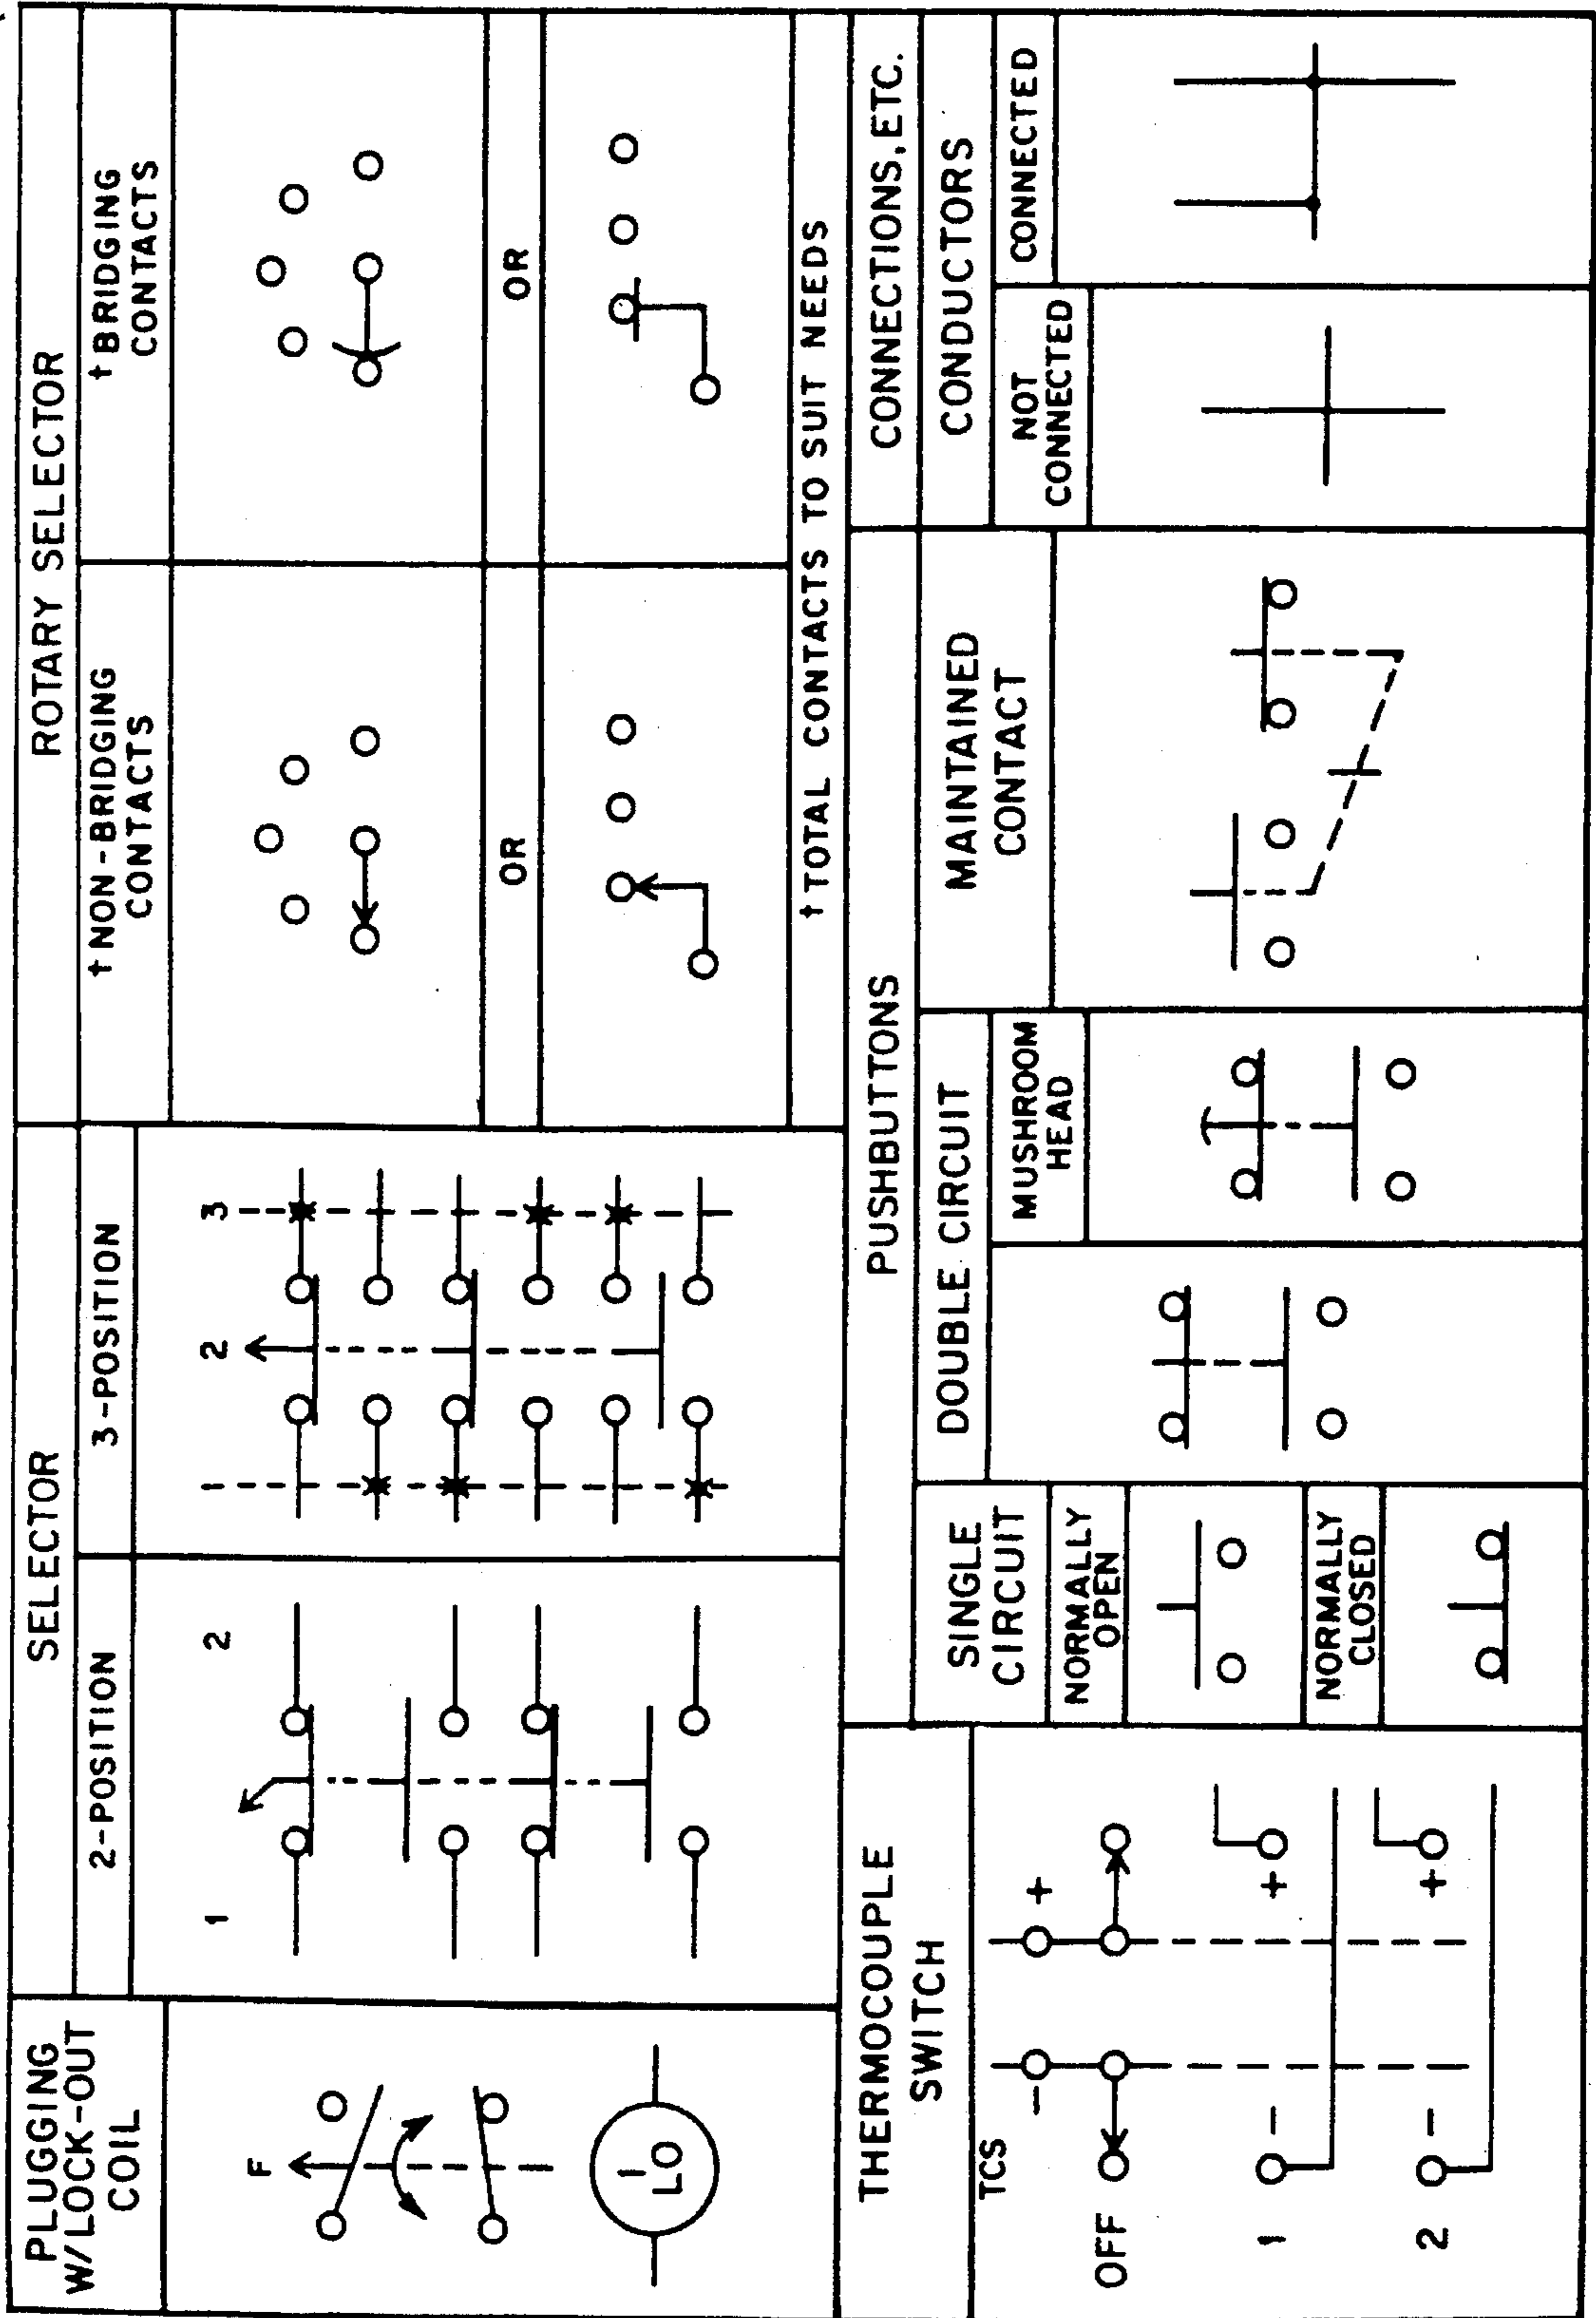 PLUGGING
W/LOCK-OUT
COIL
F
1
LO
SELECTOR
2-POSITION
1
2
3-POSITION
1
2
3
ROTARY SELECTOR
†NON-BRIDGING
CONTACTS
OR
†BRIDGING
CONTACTS
OR
†TOTAL CONTACTS TO SUIT NEEDS
THERMOCOUPLE
SWITCH
TCS
- +
OFF
1 - +
2 - +
PUSHBUTTONS
SINGLE
CIRCUIT
NORMALLY
OPEN
NORMALLY
CLOSED
DOUBLE CIRCUIT
MUSHROOM
HEAD
MAINTAINED
CONTACT
CONNECTIONS, ETC.
CONDUCTORS
NOT
CONNECTED
CONNECTED